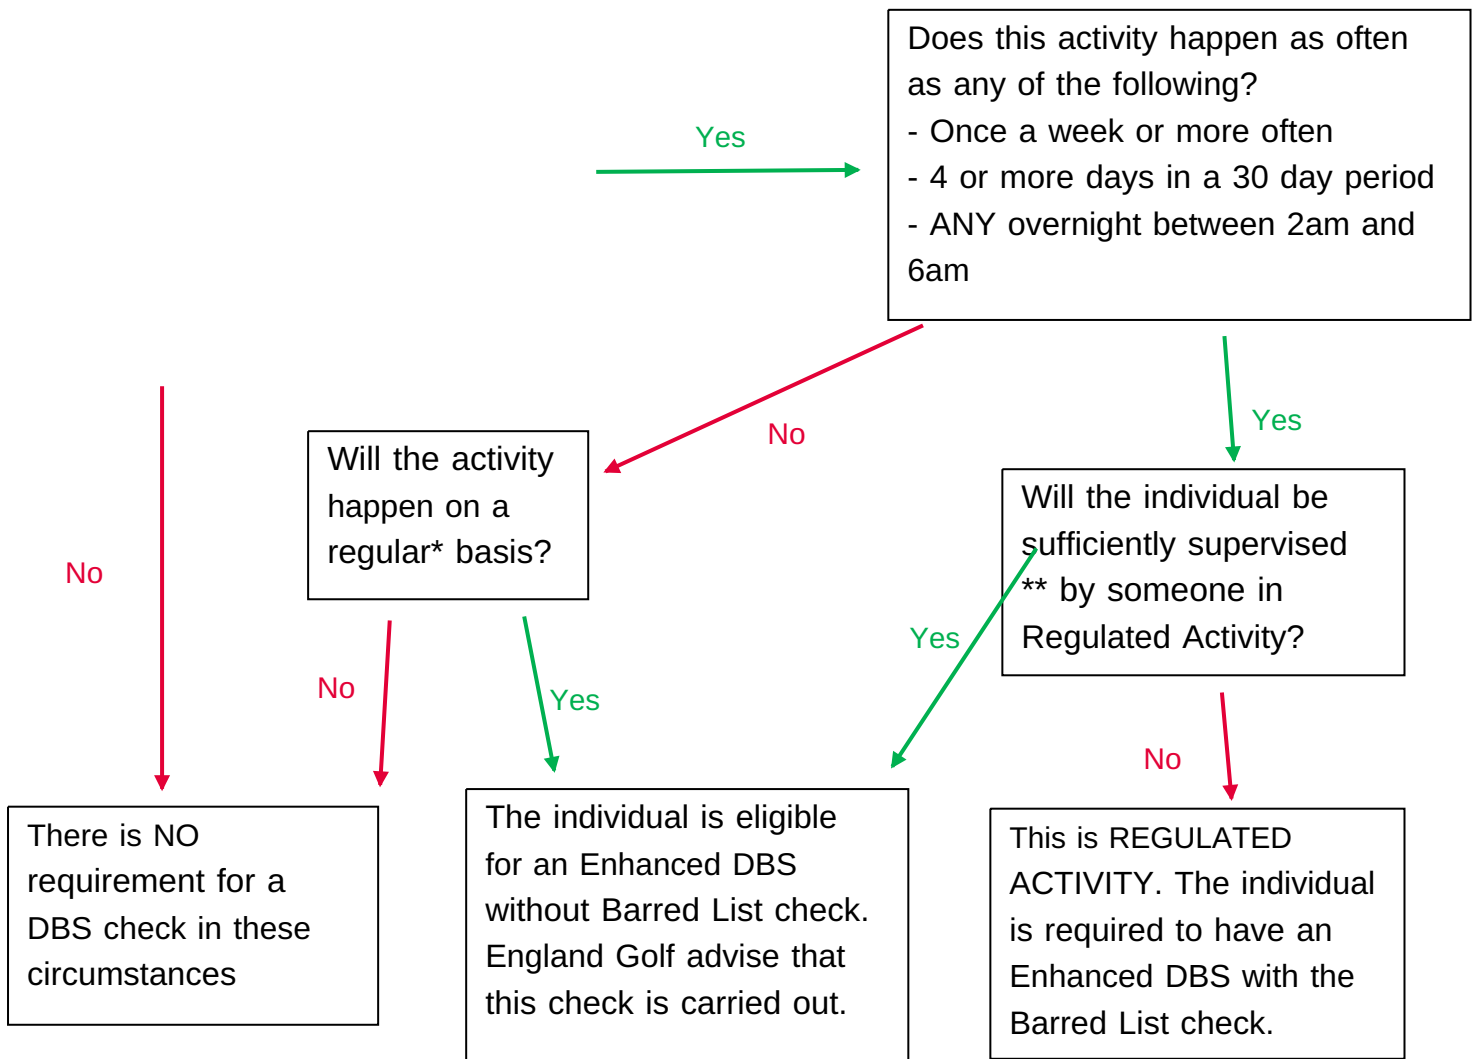 Does this activity happen as often
as any of the following?
- Once a week or more often
- 4 or more days in a 30 day period
- ANY overnight between 2am and
6am
Yes
No
Yes
Will the activity
happen on a
regular* basis?
Will the individual be
sufficiently supervised
** by someone in
Regulated Activity?
No
No
Yes
Yes
No
There is NO
requirement for a
DBS check in these
circumstances
The individual is eligible
for an Enhanced DBS
without Barred List check.
England Golf advise that
this check is carried out.
This is REGULATED
ACTIVITY. The individual
is required to have an
Enhanced DBS with the
Barred List check.